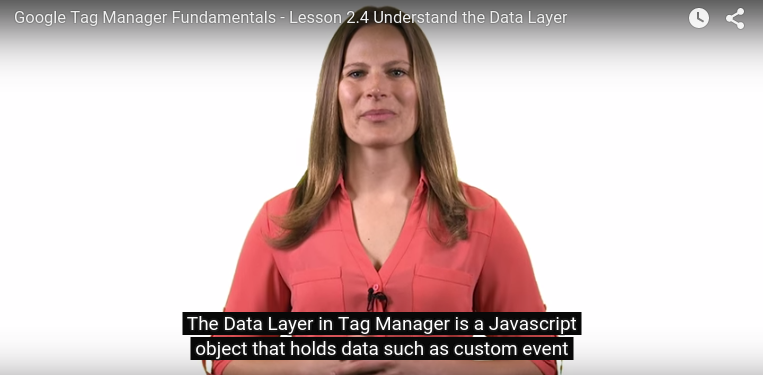 Google Tag Manager Fundamentals - Lesson 2.4 Understand the Data Layer
The Data Layer in Tag Manager is a Javascript
object that holds data such as custom event